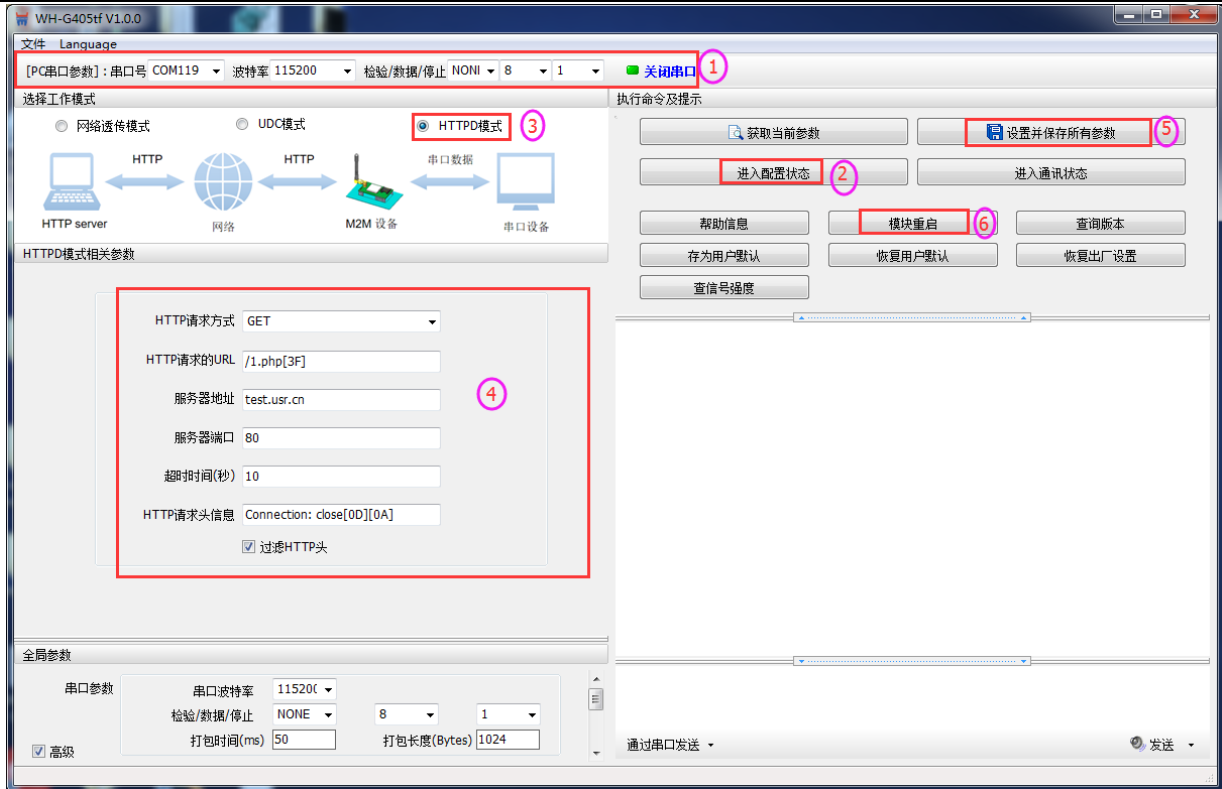 WH-G405tf V1.0.0
文件 Language
[PC串口参数]：串口号 COM119 波特率 115200 检验/数据/停止 NONI 8 1 关闭串口 1
选择工作模式
网络透传模式 UDC模式 HTTPD模式 3
HTTP HTTP 串口数据
HTTP server 网络 M2M 设备 串口设备
HTTPD模式相关参数
HTTP请求方式 GET
HTTP请求的URL /1.php[3F]
服务器地址 test.usr.cn
4
服务器端口 80
超时时间(秒) 10
HTTP请求头信息 Connection: close[0D][0A]
过滤HTTP头
全局参数
串口参数 串口波特率 11520(
检验/数据/停止 NONE 8 1
打包时间(ms) 50 打包长度(Bytes) 1024
高级
执行命令及提示
获取当前参数 设置并保存所有参数 5
进入配置状态 2 进入通讯状态
帮助信息 模块重启 6 查询版本
存为用户默认 恢复用户默认 恢复出厂设置
查信号强度
通过串口发送 发送